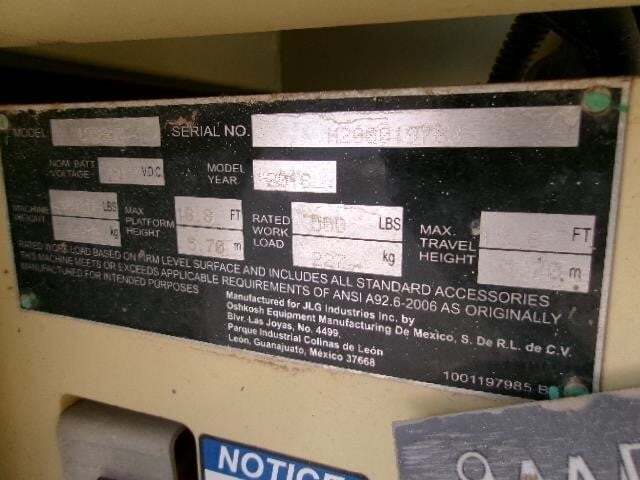 MODEL
SERIAL NO.
NOM. BATT VOLTAGE V.D.C
MODEL YEAR
MACHINE WEIGHT LBS kg
MAX PLATFORM HEIGHT FT 5.70 m
RATED WORK LOAD LBS kg
MAX. TRAVEL HEIGHT FT m
RATED WORK LOAD BASED ON FIRM LEVEL SURFACE AND INCLUDES ALL STANDARD ACCESSORIES
THIS MACHINE MEETS OR EXCEEDS APPLICABLE REQUIREMENTS OF ANSI A92.6-2006 AS ORIGINALLY
MANUFACTURED FOR INTENDED PURPOSES
Manufactured for JLG Industries Inc. by
Oshkosh Equipment Manufacturing De Mexico, S. De R.L. de C.V.
Blvr. Las Joyas, No. 4499,
Parque Industrial Colinas de León
León, Guanajuato, México 37668
1001197985 B
NOTICE